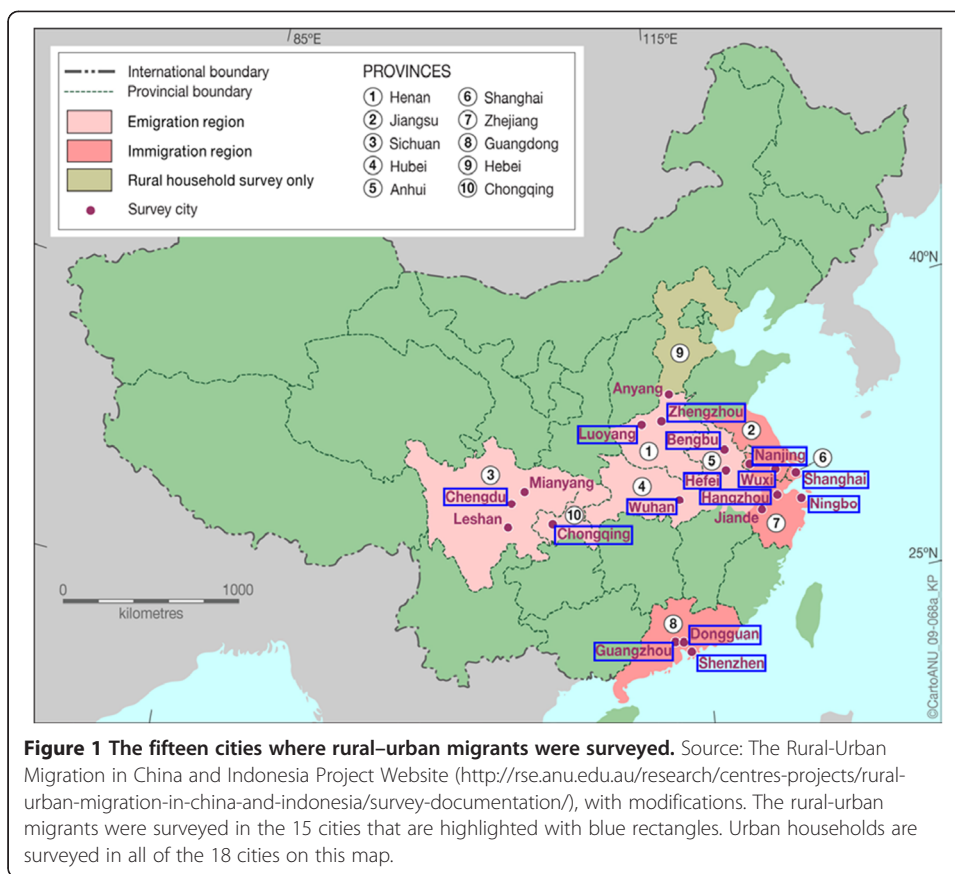 85°E
115°E
International boundary
Provincial boundary
Emigration region
Immigration region
Rural household survey only
Survey city
PROVINCES
1 Henan
2 Jiangsu
3 Sichuan
4 Hubei
5 Anhui
6 Shanghai
7 Zhejiang
8 Guangdong
9 Hebei
10 Chongqing
40°N
9
Anyang
Zhengzhou
2
Luoyang
Bengbu
1
Nanjing
6
5
3
Hefei
Wuxi
Shanghai
Mianyang
4
Chengdu
Wuhan
Hangzhou
Ningbo
10
Leshan
Jiande
7
Chongqing
25°N
0
1000
kilometres
8
Dongguan
Guangzhou
Shenzhen
©CartoANU_09-068a_KP
Figure 1 The fifteen cities where rural–urban migrants were surveyed. Source: The Rural-Urban
Migration in China and Indonesia Project Website (http://rse.anu.edu.au/research/centres-projects/rural-
urban-migration-in-china-and-indonesia/survey-documentation/), with modifications. The rural-urban
migrants were surveyed in the 15 cities that are highlighted with blue rectangles. Urban households are
surveyed in all of the 18 cities on this map.